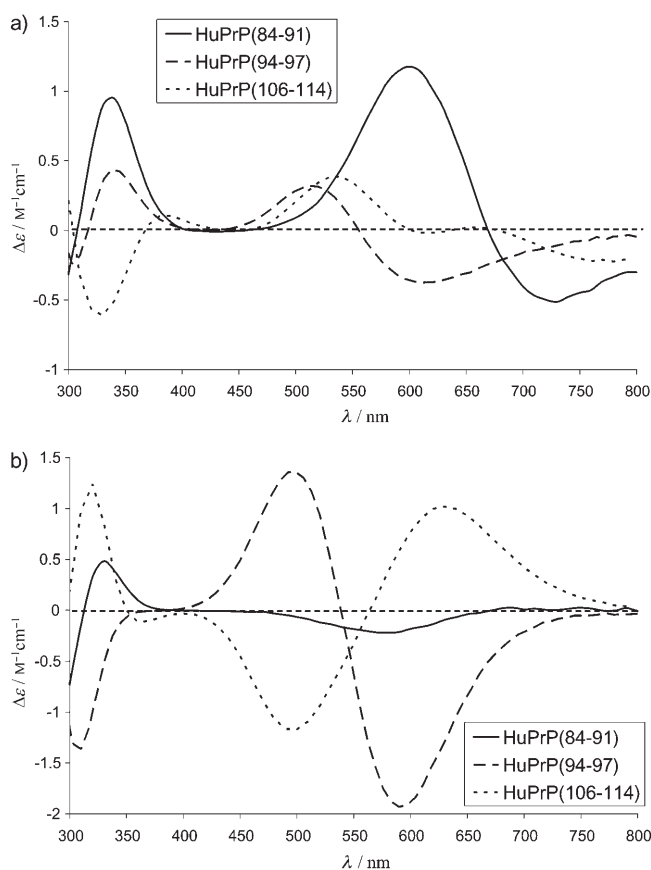 a)
1.5
HuPrP(84-91)
HuPrP(94-97)
HuPrP(106-114)
1
0.5
0
-0.5
-1
Δε / M⁻¹cm⁻¹
300 350 400 450 500 550 600 650 700 750 800
λ / nm
b)
1.5
1
0.5
0
-0.5
-1
-1.5
-2
Δε / M⁻¹cm⁻¹
HuPrP(84-91)
HuPrP(94-97)
HuPrP(106-114)
300 350 400 450 500 550 600 650 700 750 800
λ / nm